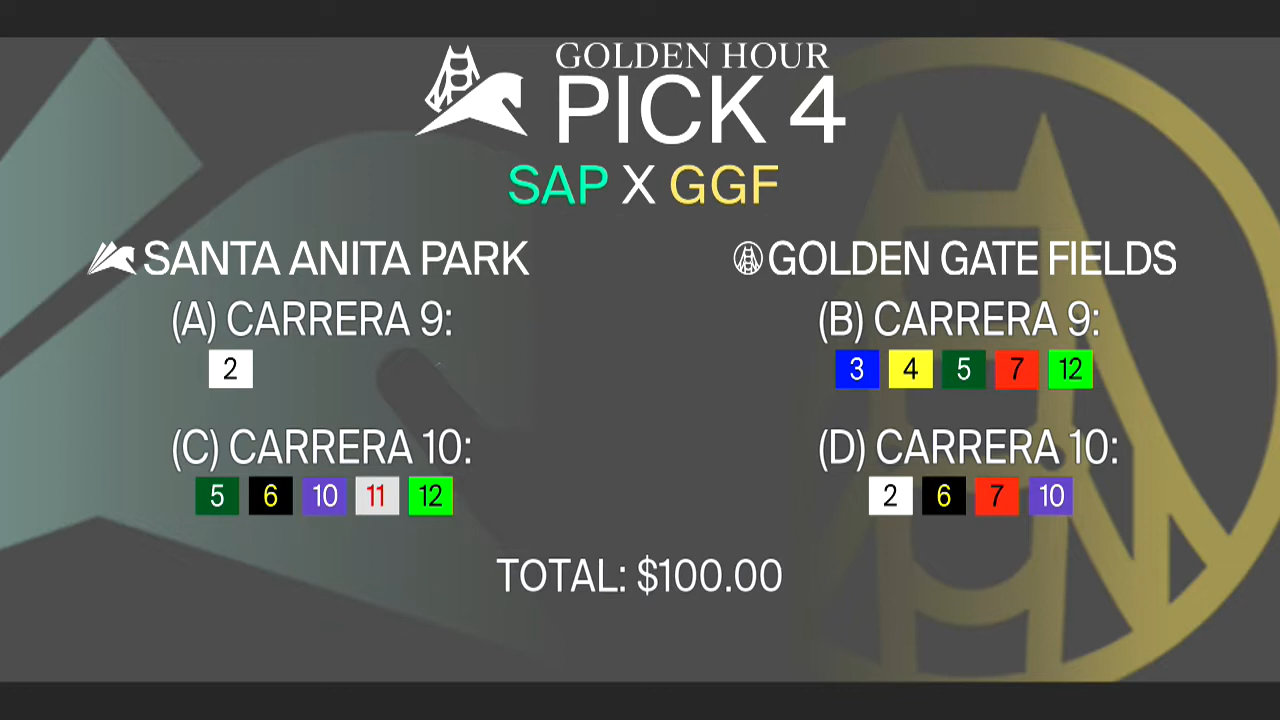 GOLDEN HOUR
PICK 4
SAP X GGF
SANTA ANITA PARK
(A) CARRERA 9:
2
(C) CARRERA 10:
5 6 10 11 12
GOLDEN GATE FIELDS
(B) CARRERA 9:
3 4 5 7 12
(D) CARRERA 10:
2 6 7 10
TOTAL: $100.00